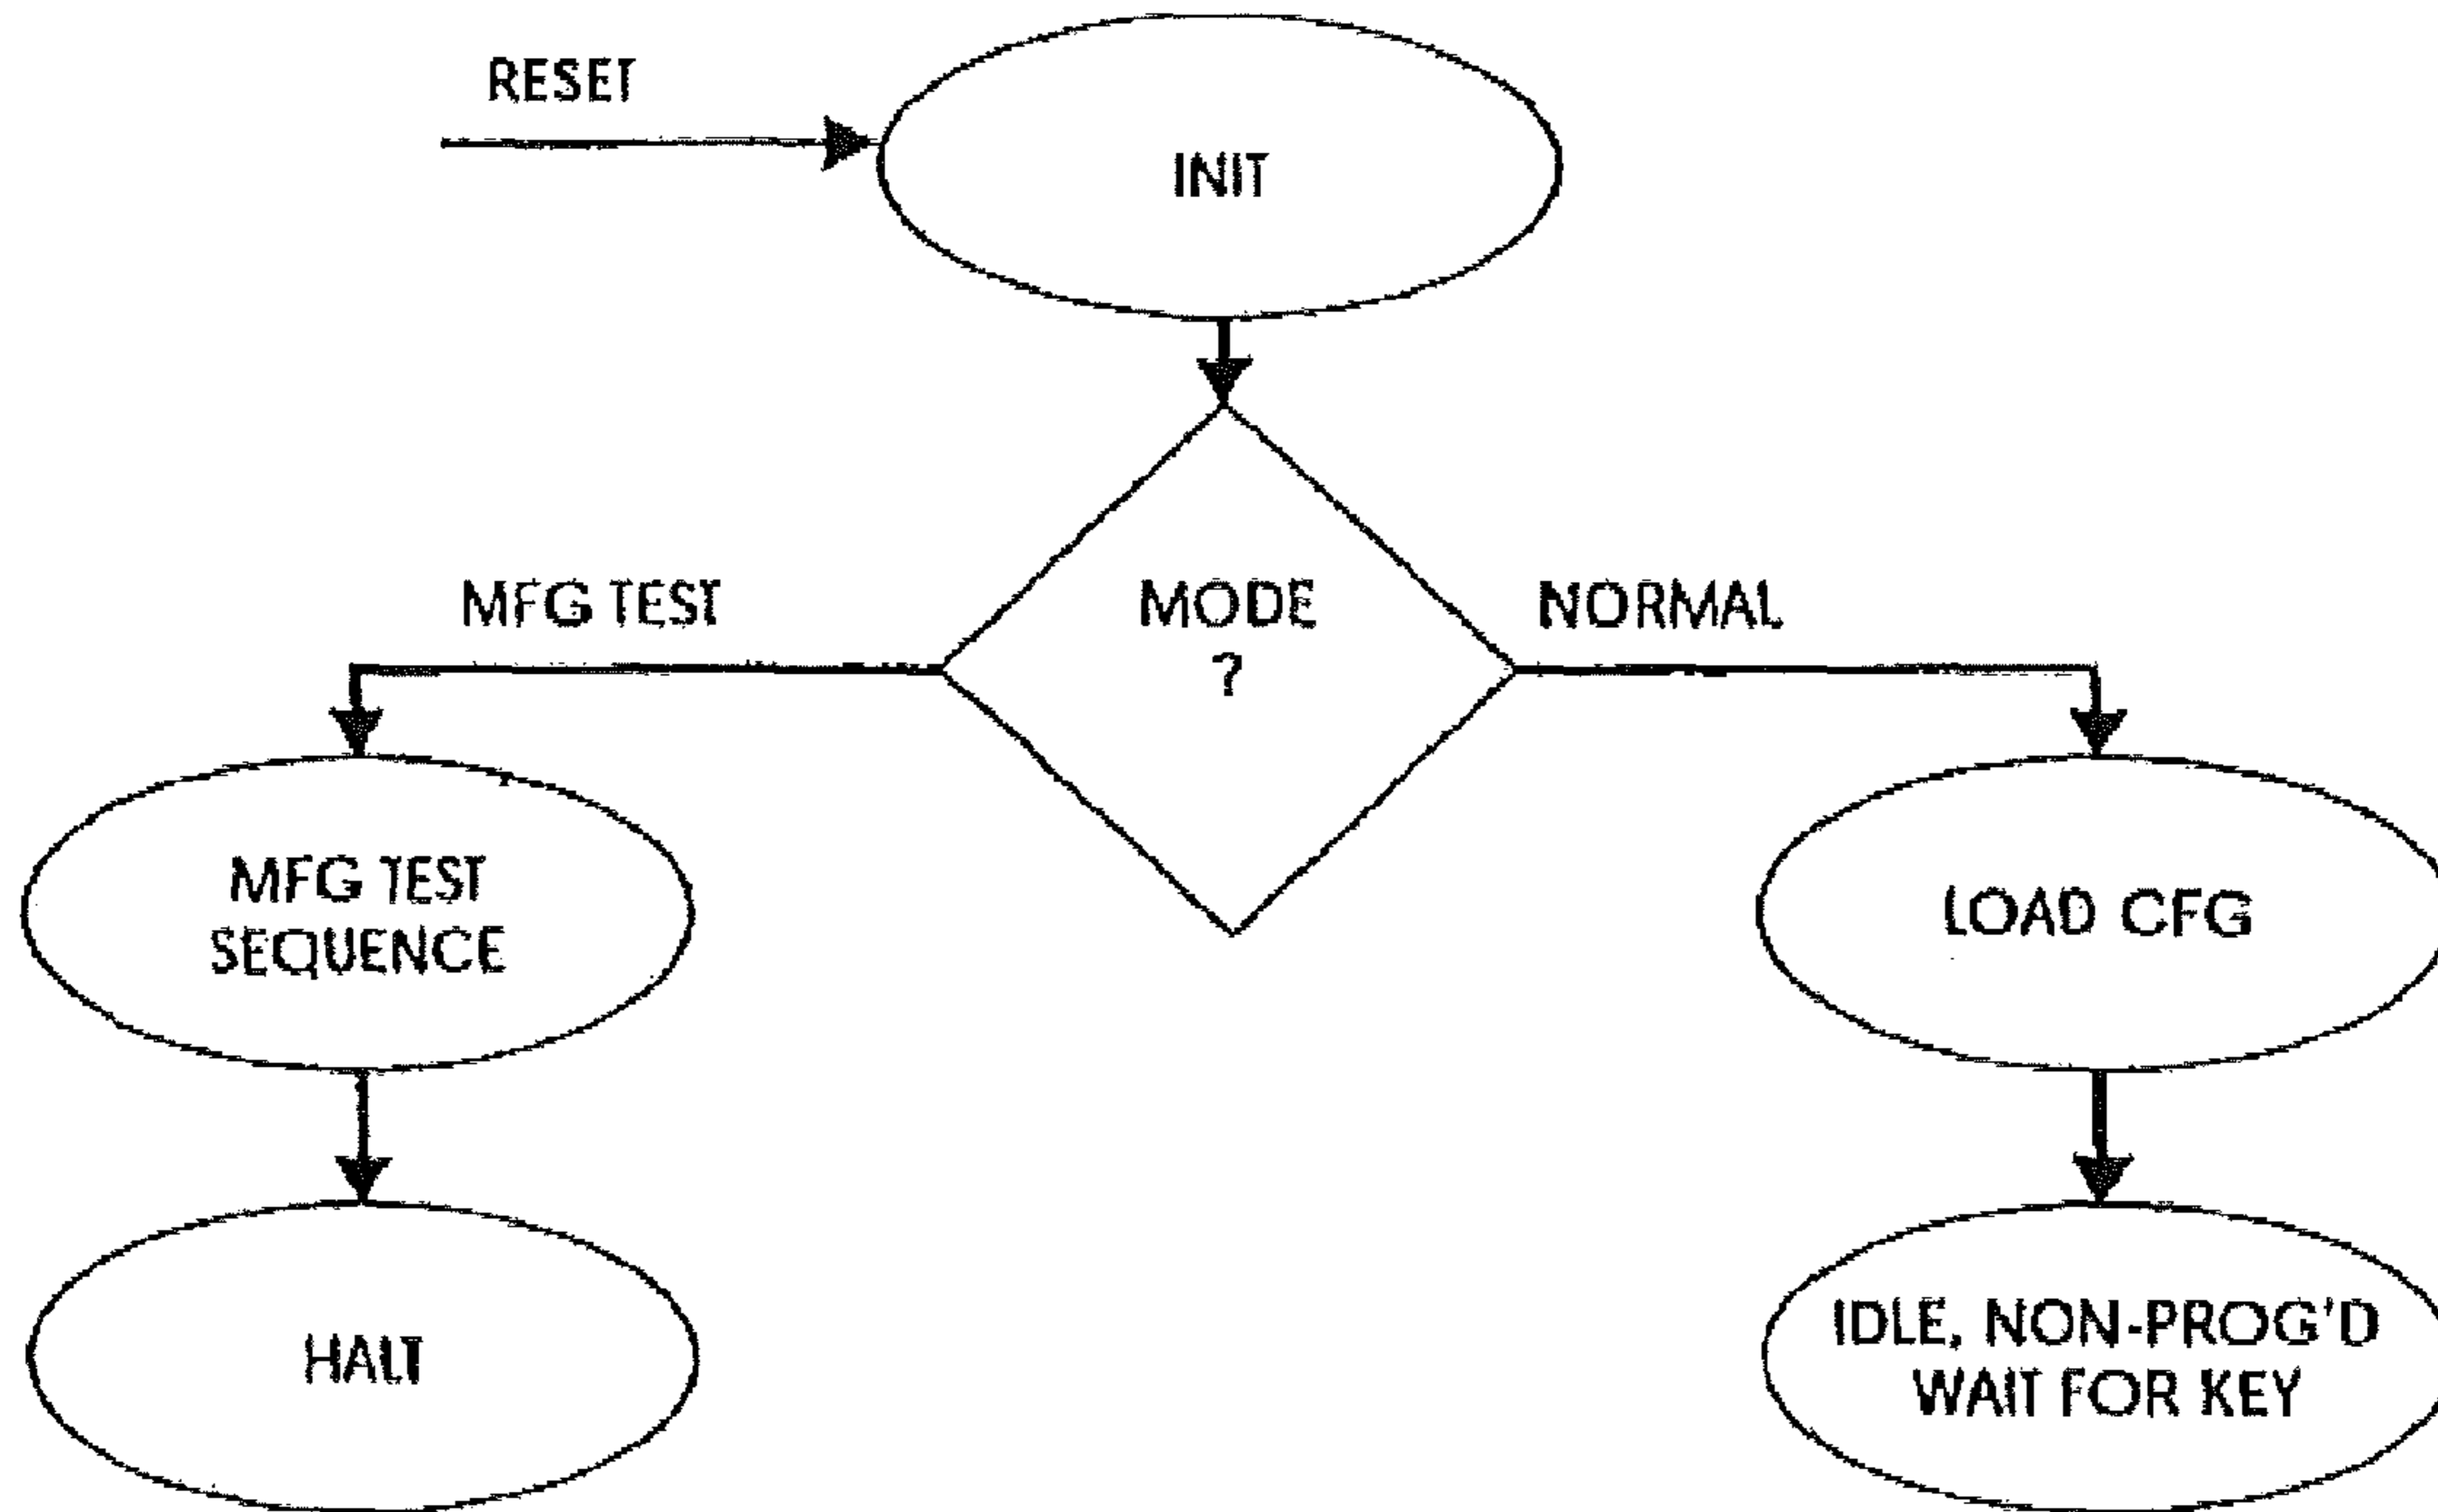 RESET
INIT
MFG TEST
MODE
?
NORMAL
MFG TEST
SEQUENCE
LOAD CFG
HALT
IDLE, NON-PROG'D
WAIT FOR KEY